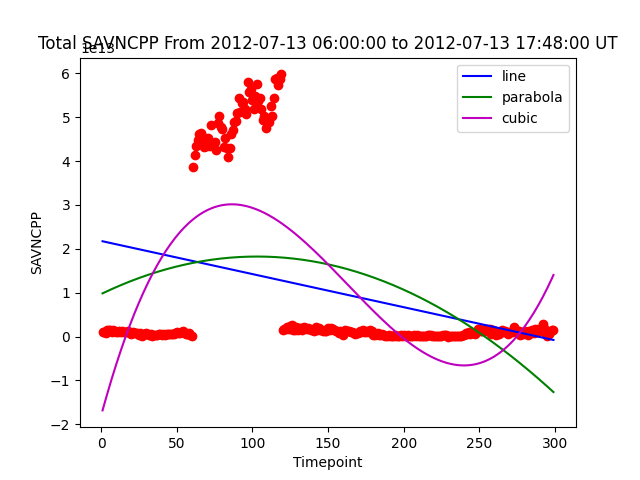 Total SAVNCPP From 2012-07-13 06:00:00 to 2012-07-13 17:48:00 UT
1e13
line
parabola
cubic
6
5
4
3
2
1
0
−1
−2
SAVNCPP
0 50 100 150 200 250 300
Timepoint